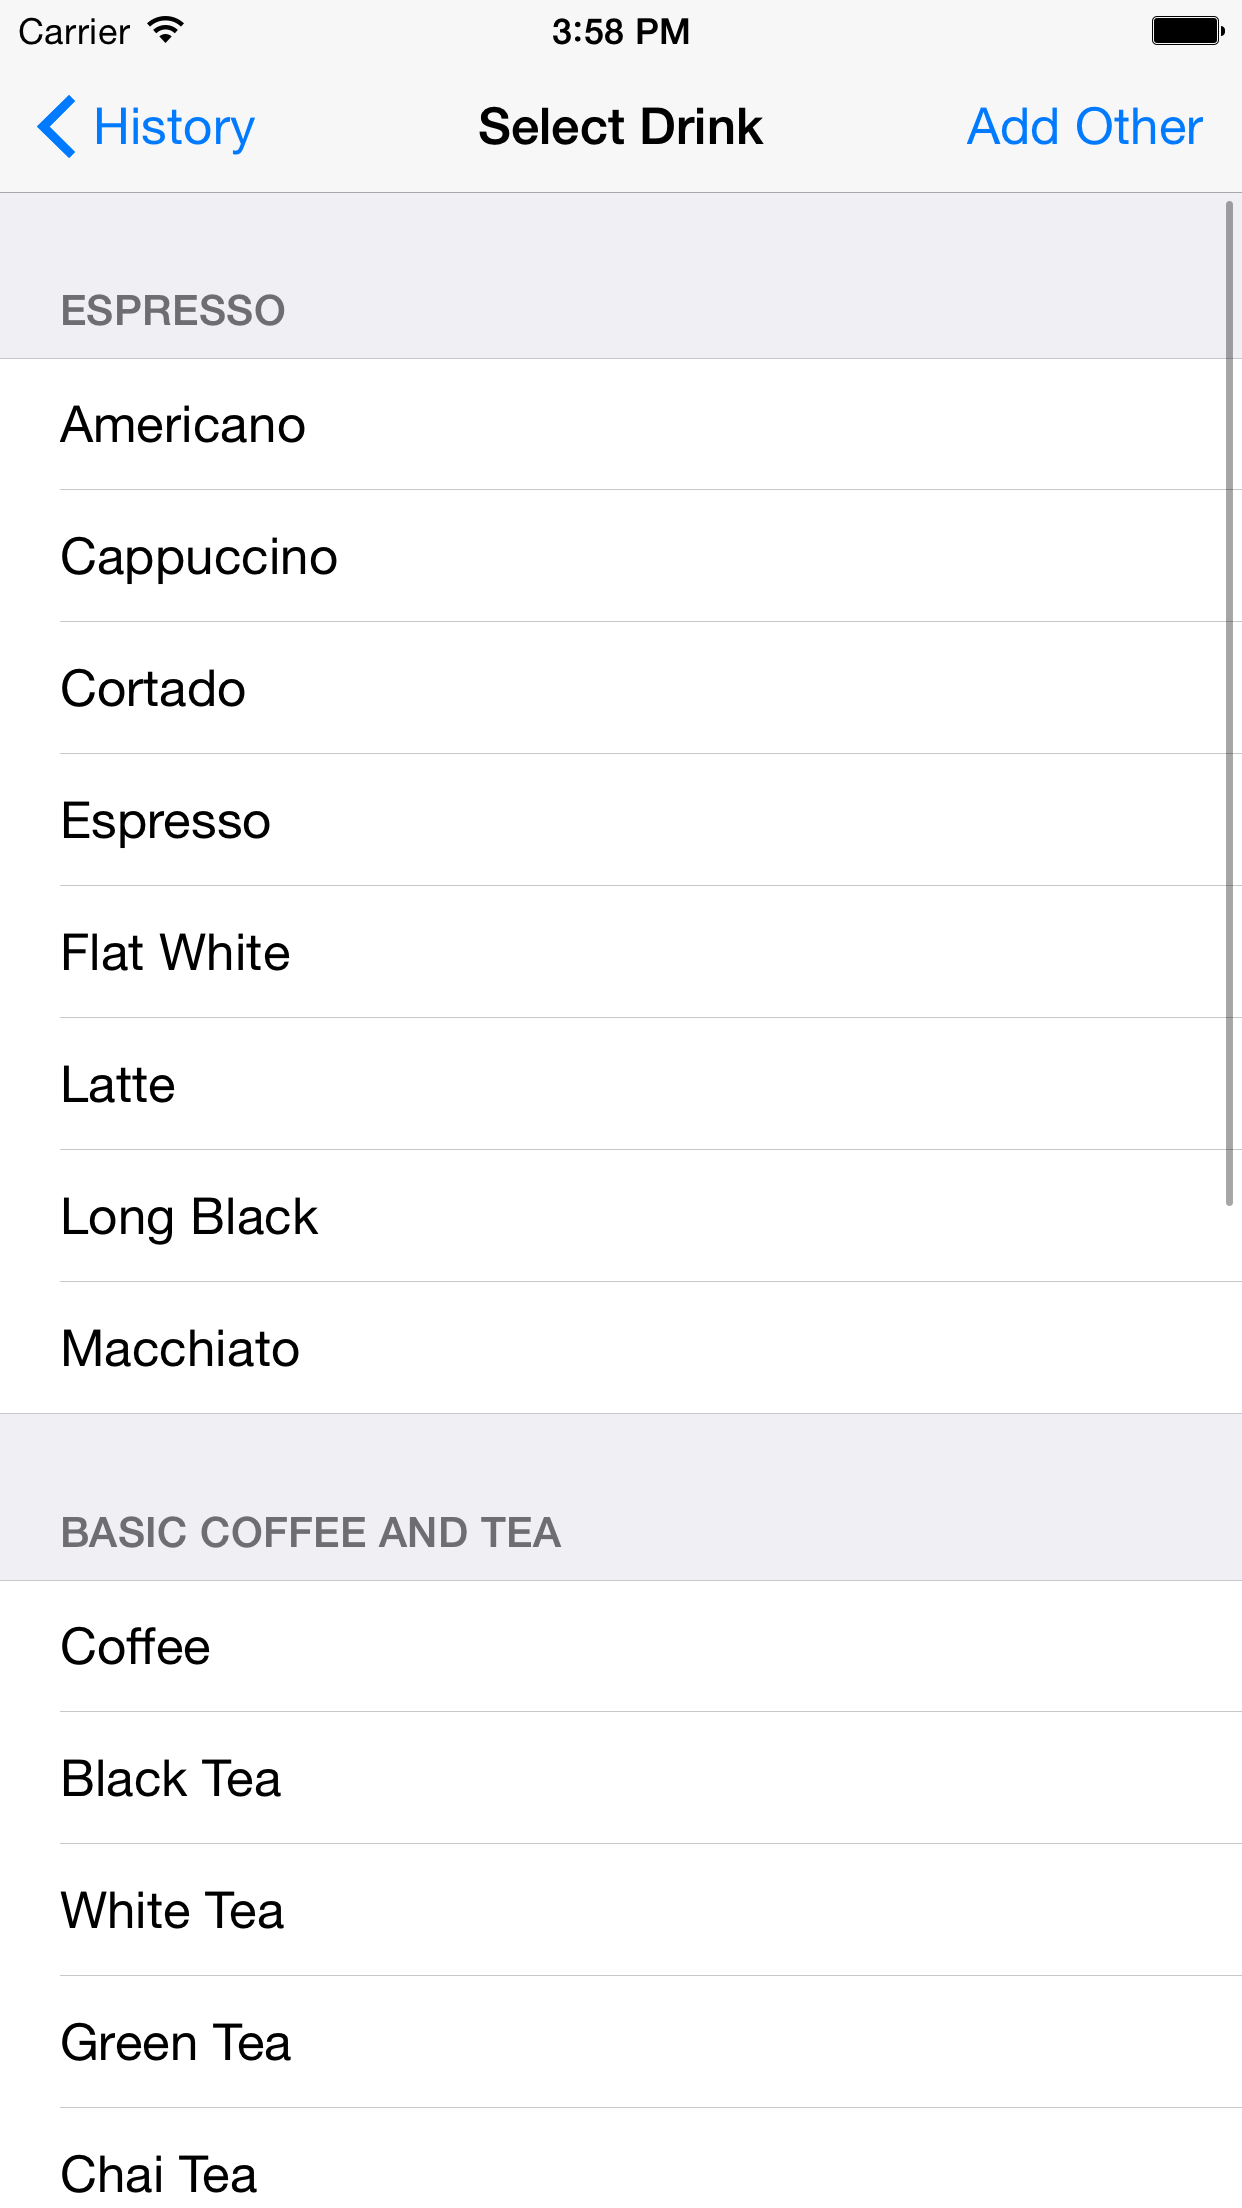 Carrier 3:58 PM
History Select Drink Add Other
ESPRESSO
Americano
Cappuccino
Cortado
Espresso
Flat White
Latte
Long Black
Macchiato
BASIC COFFEE AND TEA
Coffee
Black Tea
White Tea
Green Tea
Chai Tea